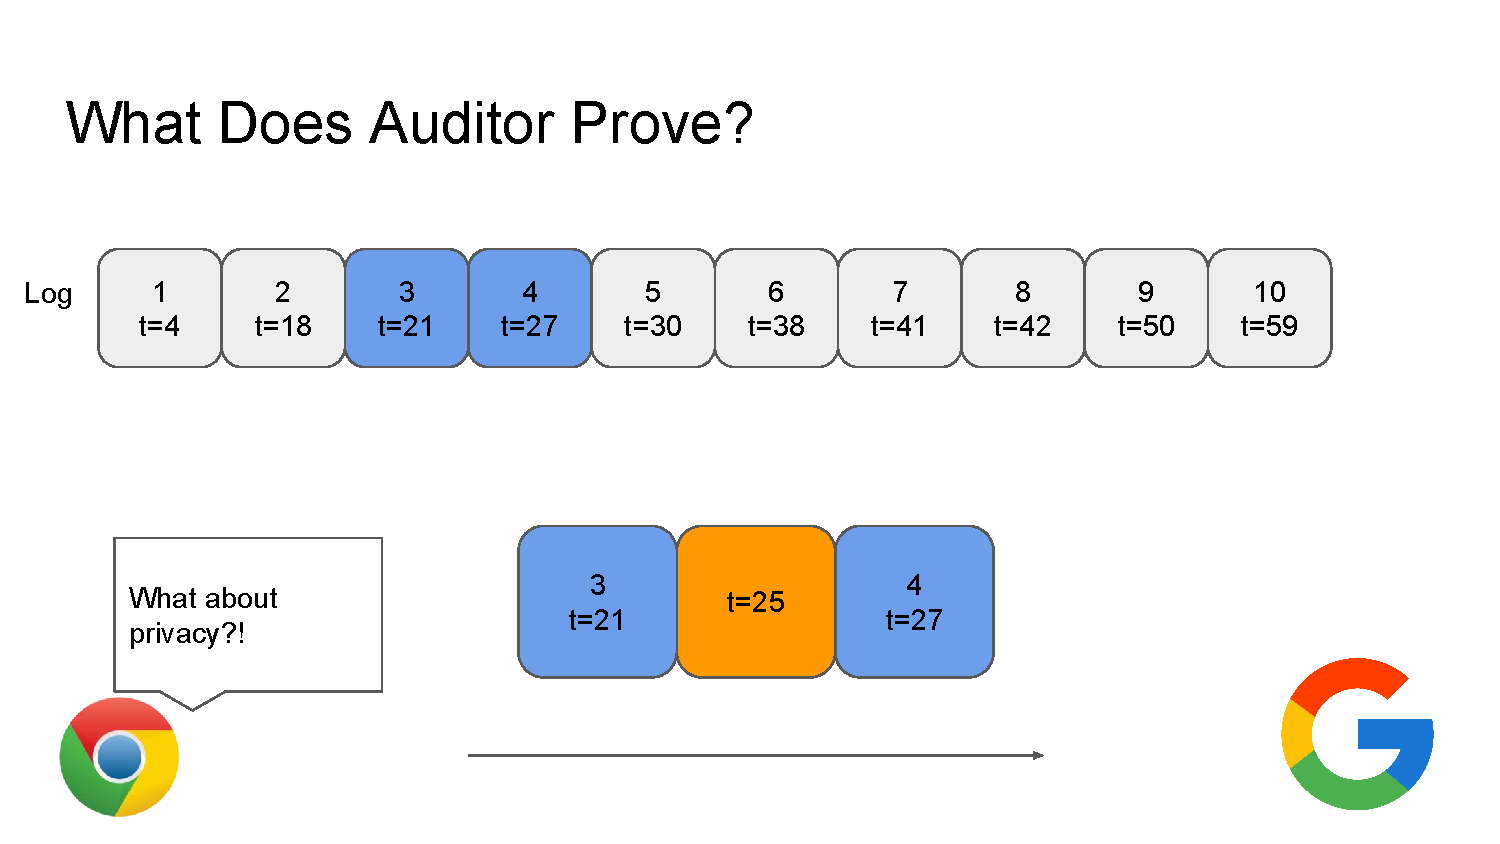 What Does Auditor Prove?
Log
1
t=4
2
t=18
3
t=21
4
t=27
5
t=30
6
t=38
7
t=41
8
t=42
9
t=50
10
t=59
What about
privacy?!
3
t=21
t=25
4
t=27